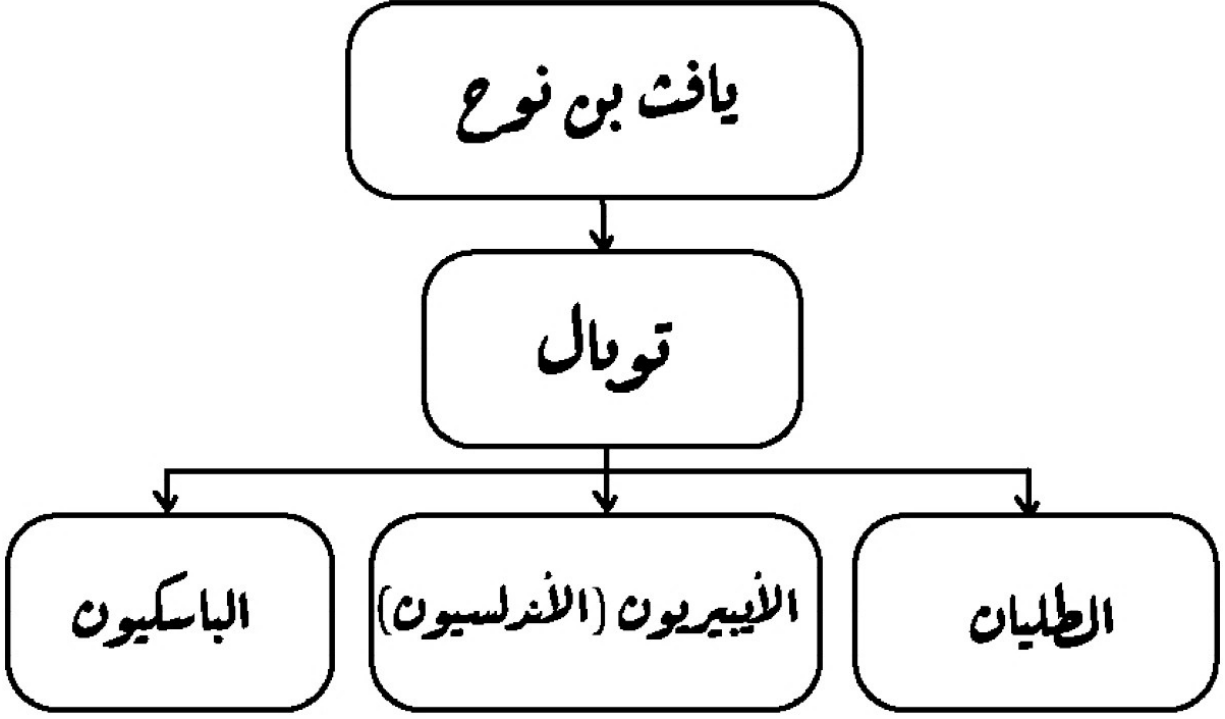 يافث بن نوح
توبال
الطليان
الأيبيريون (الأندلسيون)
الباسكيون